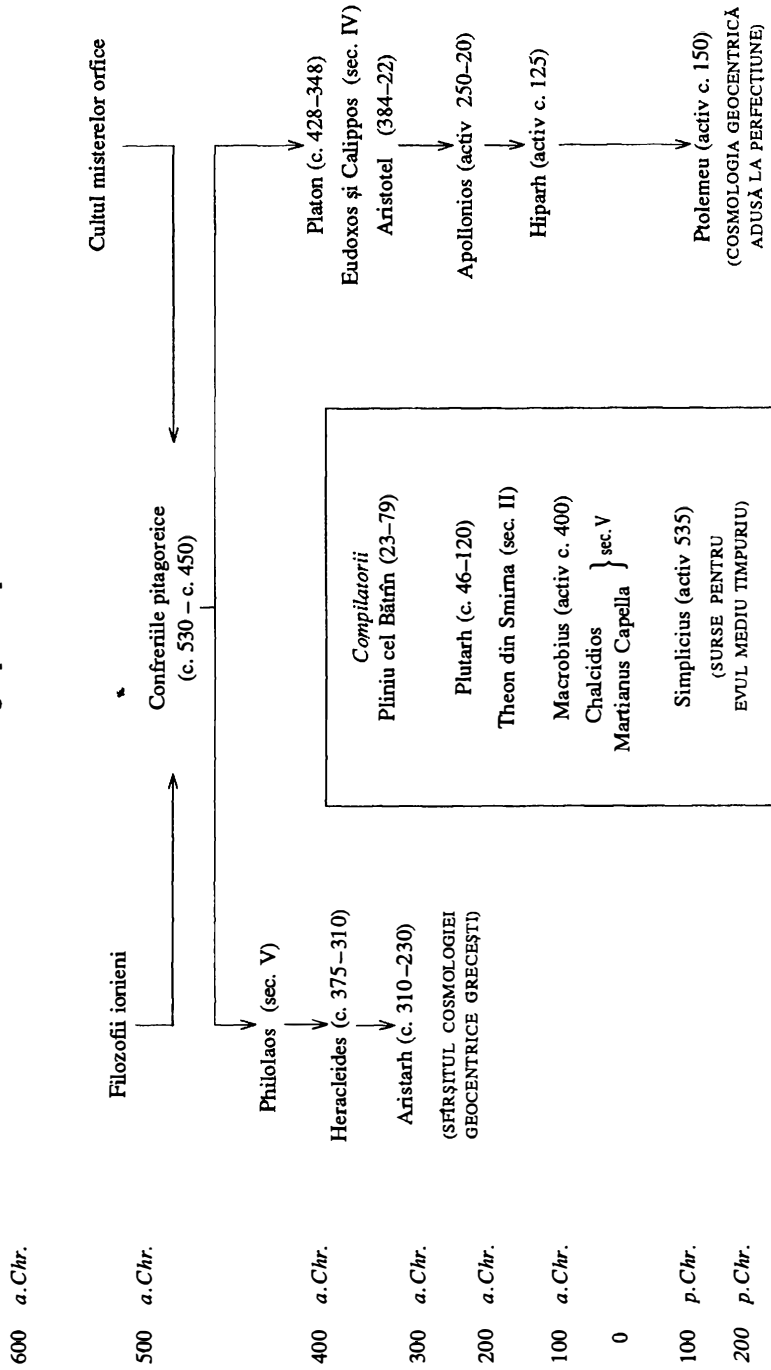 600 a.Chr.
500 a.Chr.
400 a.Chr.
300 a.Chr.
200 a.Chr.
100 a.Chr.
0
100 p.Chr.
200 p.Chr.
Filozofii ionieni
Cultul misterelor orfice
Confreriile pitagoreice
(c. 530 – c. 450)
Philolaos (sec. V)
Heracleides (c. 375–310)
Aristarh (c. 310–230)
(SFÎRŞITUL COSMOLOGIEI
GEOCENTRICE GRECEŞTI)
Compilatorii
Pliniu cel Bătrîn (23–79)
Plutarh (c. 46–120)
Theon din Smirna (sec. II)
Macrobius (activ c. 400)
Chalcidios
Martianus Capella } sec. V
Simplicius (activ 535)
(SURSE PENTRU
EVUL MEDIU TIMPURIU)
Platon (c. 428–348)
Eudoxos şi Calippos (sec. IV)
Aristotel (384–22)
Apollonios (activ 250–20)
Hiparh (activ c. 125)
Ptolemeu (activ c. 150)
(COSMOLOGIA GEOCENTRICĂ
ADUSĂ LA PERFECŢIUNE)